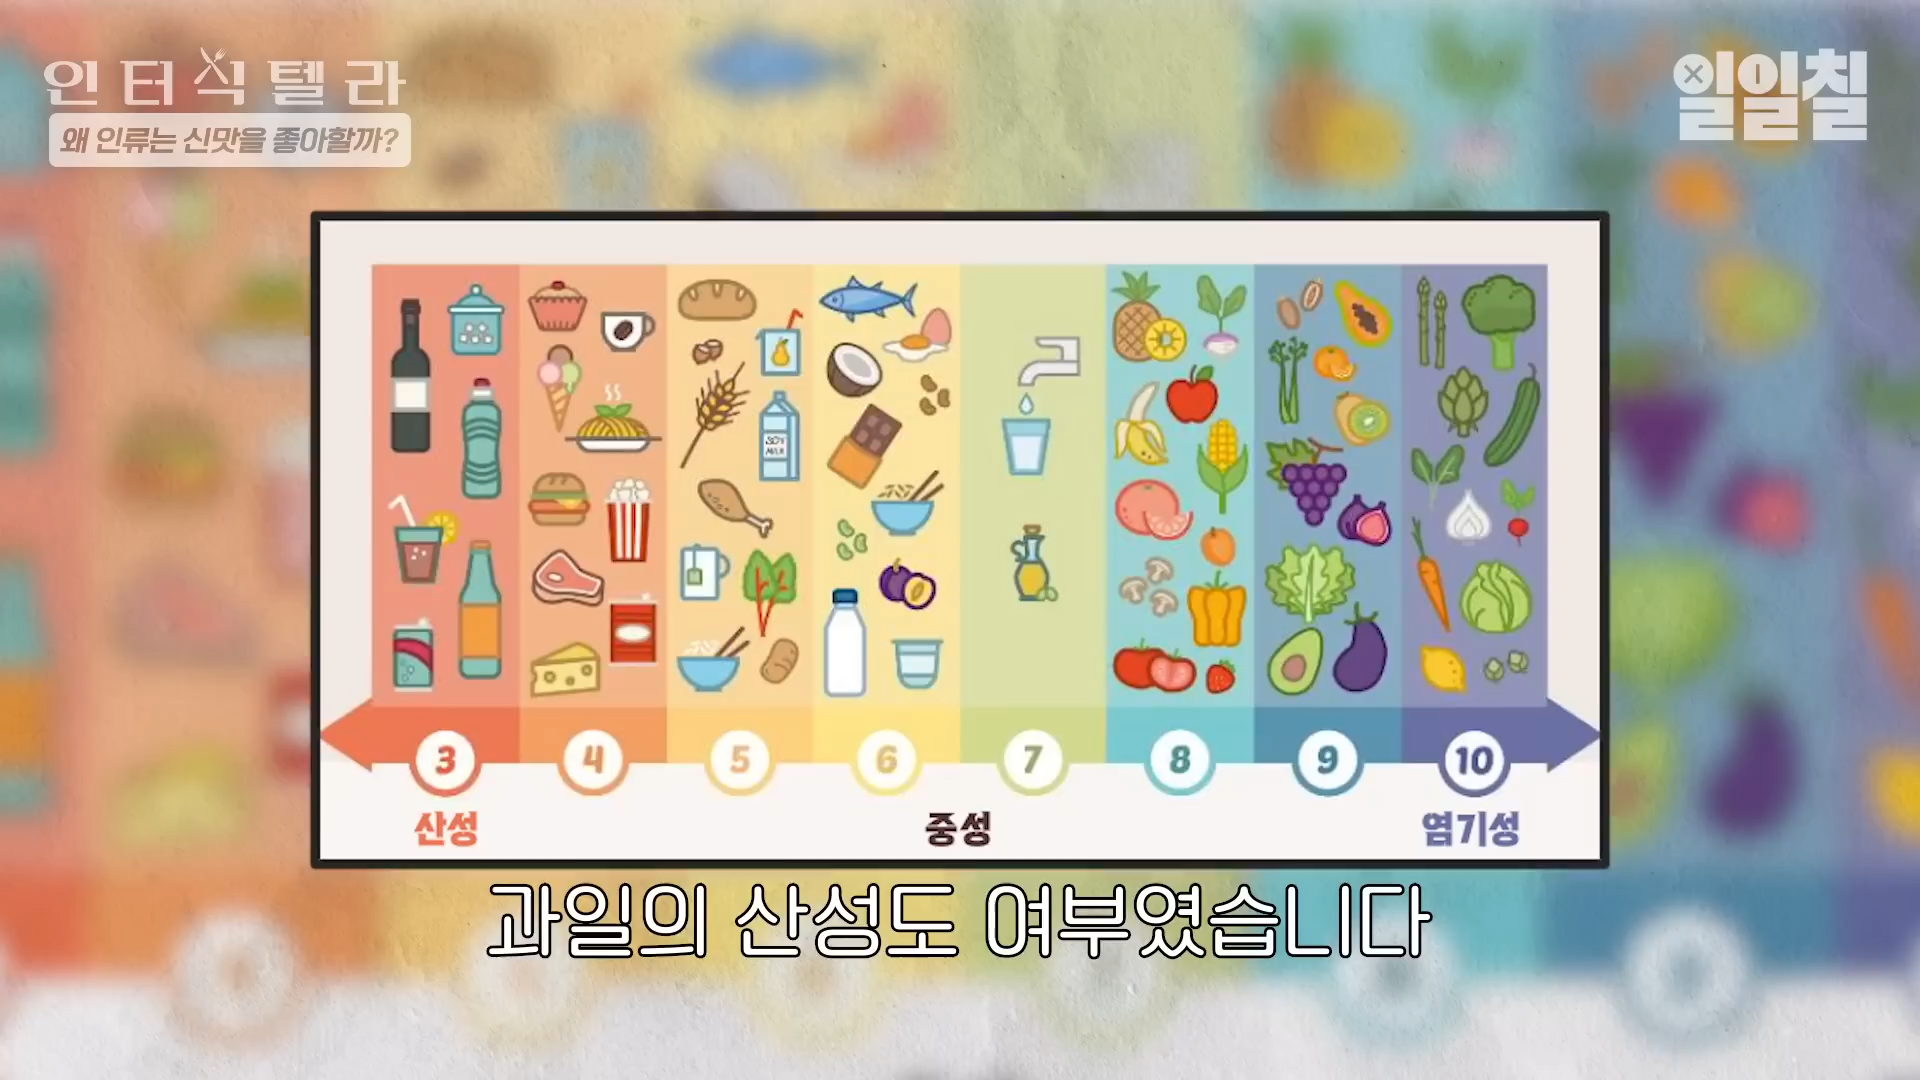 인터식텔라
왜 인류는 신맛을 좋아할까?
일일칠
SOY
MILK
3 4 5 6 7 8 9 10
산성 중성 염기성
과일의 산성도 여부였습니다